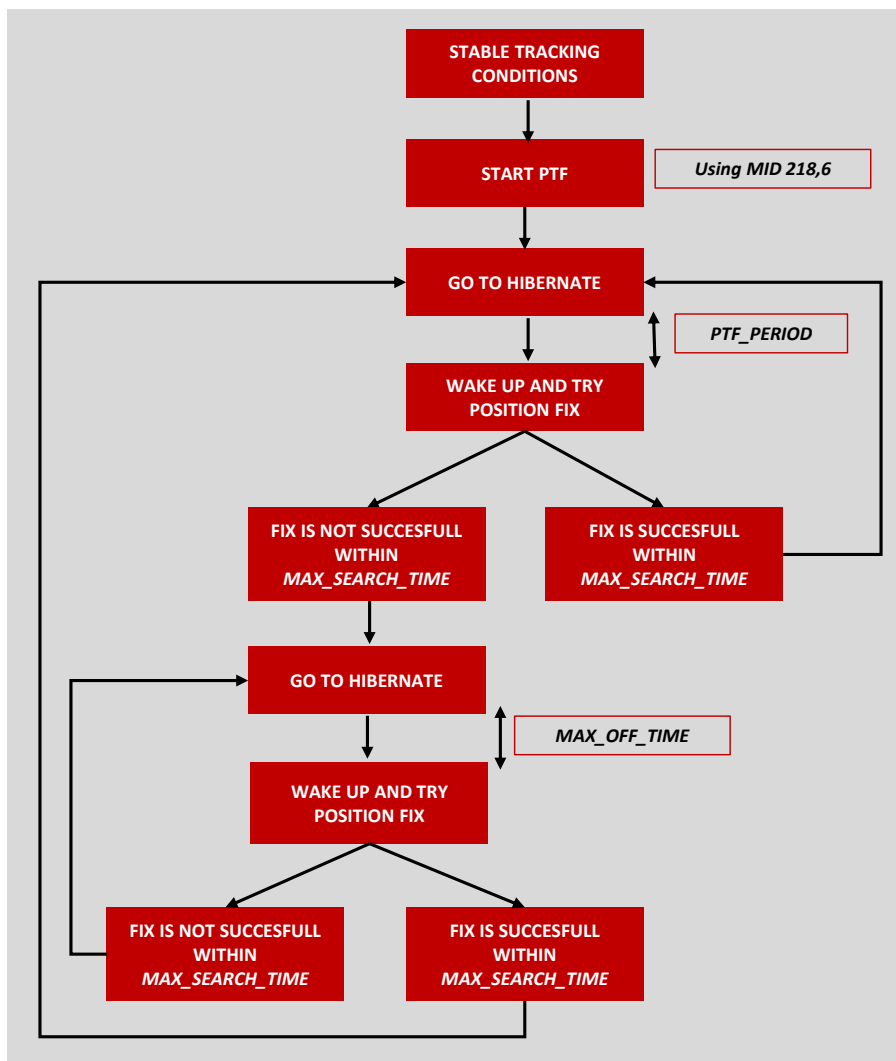 STABLE TRACKING
CONDITIONS
START PTF
Using MID 218,6
GO TO HIBERNATE
PTF_PERIOD
WAKE UP AND TRY
POSITION FIX
FIX IS NOT SUCCESFULL
WITHIN
MAX_SEARCH_TIME
FIX IS SUCCESFULL
WITHIN
MAX_SEARCH_TIME
GO TO HIBERNATE
MAX_OFF_TIME
WAKE UP AND TRY
POSITION FIX
FIX IS NOT SUCCESFULL
WITHIN
MAX_SEARCH_TIME
FIX IS SUCCESFULL
WITHIN
MAX_SEARCH_TIME